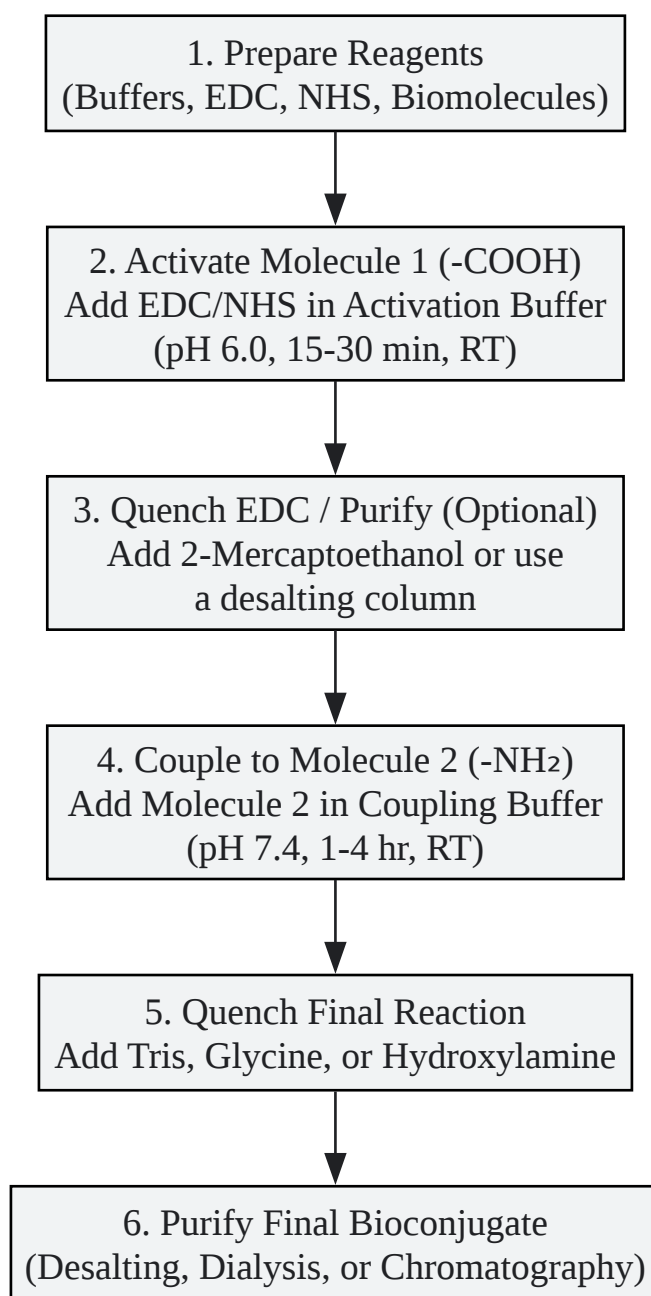 1. Prepare Reagents
(Buffers, EDC, NHS, Biomolecules)
2. Activate Molecule 1 (-COOH)
Add EDC/NHS in Activation Buffer
(pH 6.0, 15-30 min, RT)
3. Quench EDC / Purify (Optional)
Add 2-Mercaptoethanol or use
a desalting column
4. Couple to Molecule 2 (-NH₂)
Add Molecule 2 in Coupling Buffer
(pH 7.4, 1-4 hr, RT)
5. Quench Final Reaction
Add Tris, Glycine, or Hydroxylamine
6. Purify Final Bioconjugate
(Desalting, Dialysis, or Chromatography)